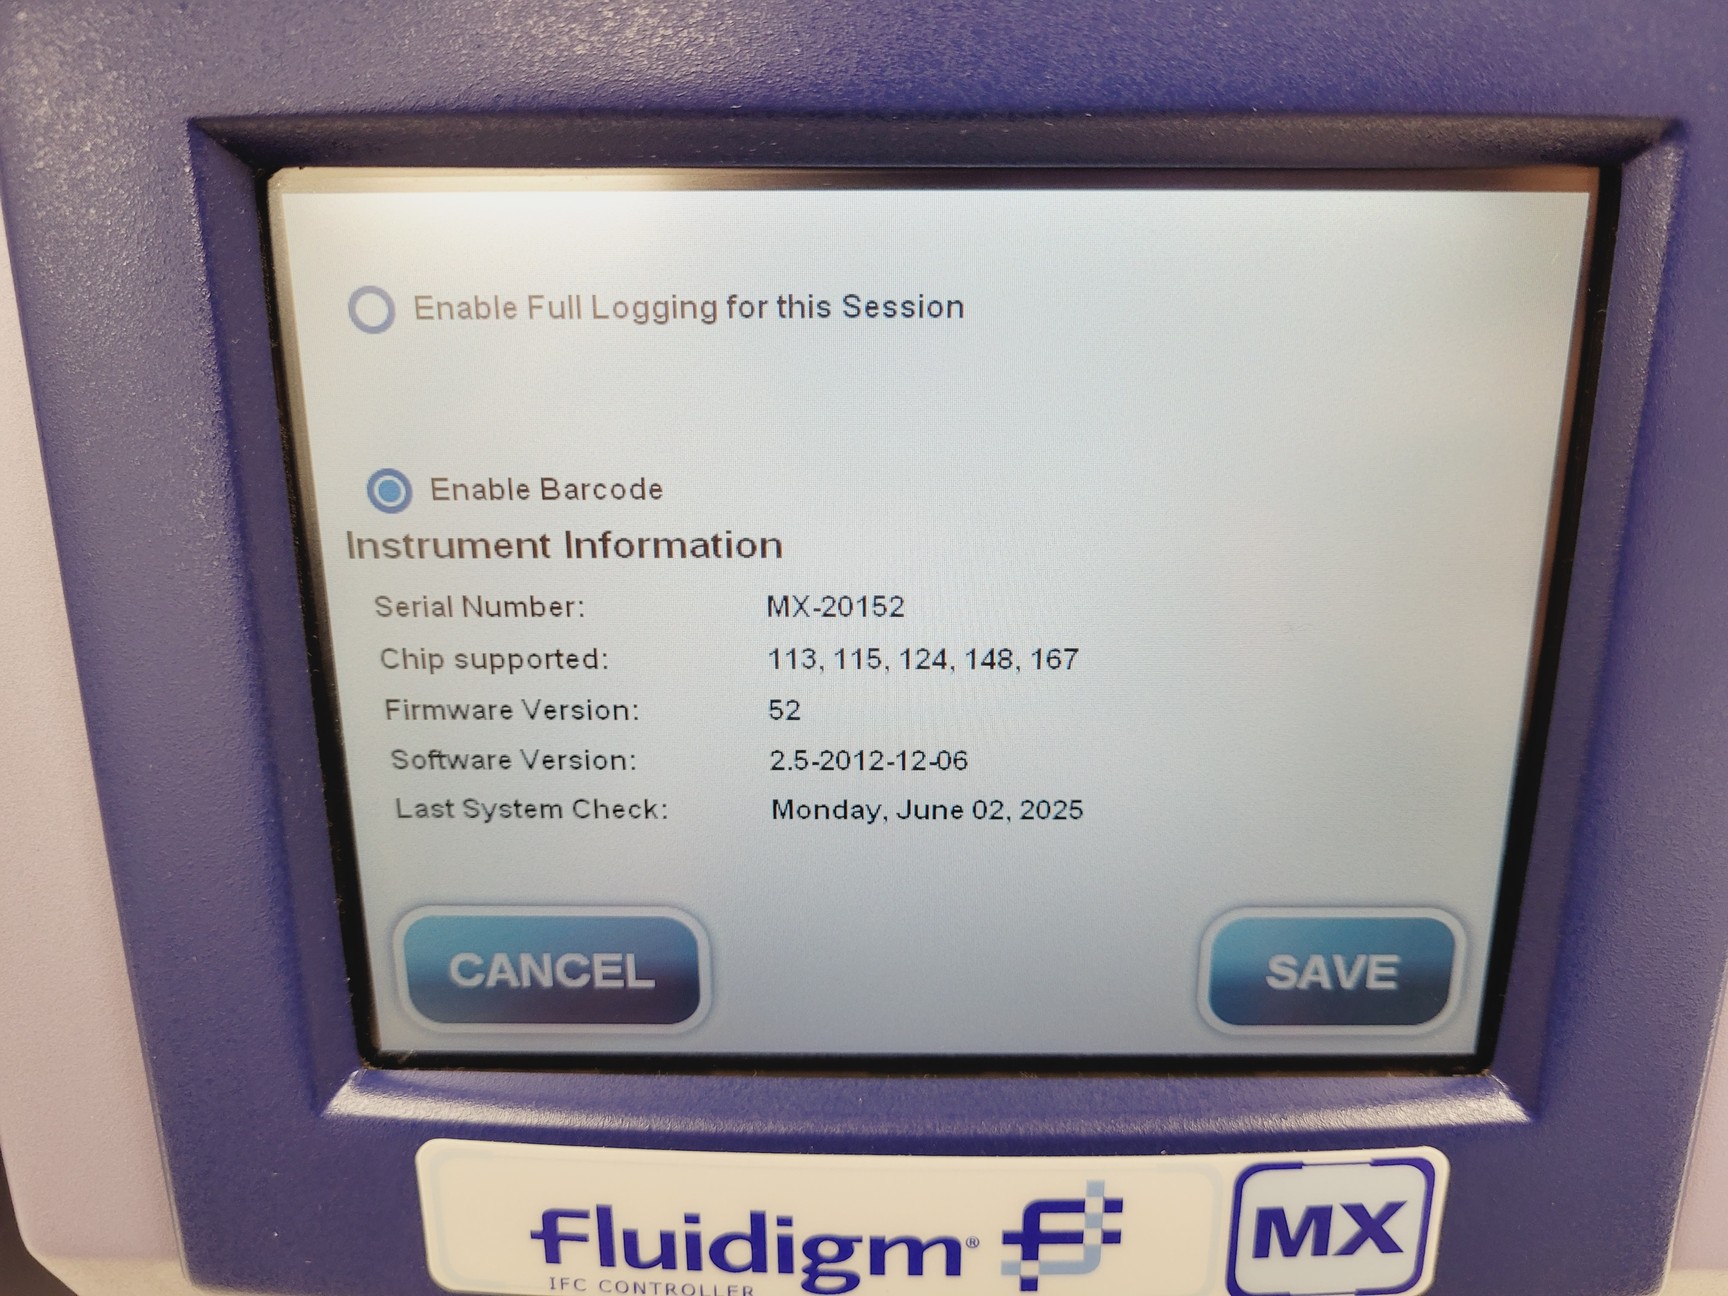 Enable Full Logging for this Session
Enable Barcode
Instrument Information
Serial Number: MX-20152
Chip supported: 113, 115, 124, 148, 167
Firmware Version: 52
Software Version: 2.5-2012-12-06
Last System Check: Monday, June 02, 2025
CANCEL SAVE
fluidigm® MX
IFC CONTROLLER